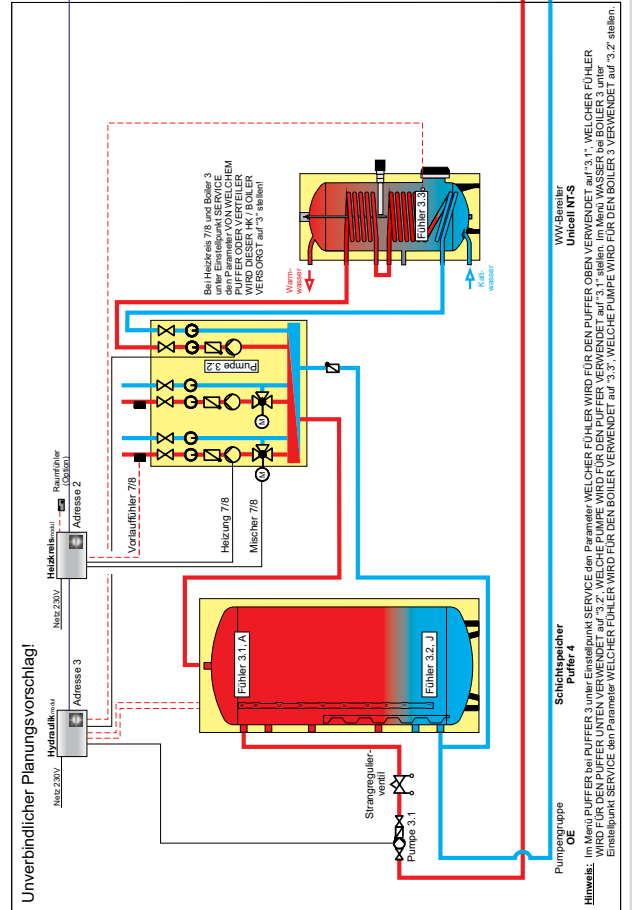 Unverbindlicher Planungsvorschlag!
Netz 230V
Hydraulikmodul
Adresse 3
Netz 230V
Heizkreismodul
Adresse 2
Raumfühler
(Option)
Vorlauffühler 7/8
Heizung 7/8
Mischer 7/8
M
M
Pumpe 3.2
Bei Heizkreis 7/8 und Boiler 3
unter Einstellpunkt SERVICE
den Parameter VON WELCHEM
PUFFER ODER VERTEILER
WIRD DIESER HK / BOILER
VERSORGT auf "3" stellen!
Warm-
wasser
Kalt-
wasser
Fühler 3.3
Fühler 3.1, A
Fühler 3.2, J
Strangregulier-
ventil
Pumpe 3.1
Pumpengruppe
OE
Schichtspeicher
Puffer 4
WW-Bereiter
Unicell NT-S
Hinweis: Im Menü PUFFER bei PUFFER 3 unter Einstellpunkt SERVICE den Parameter WELCHER FÜHLER WIRD FÜR DEN PUFFER OBEN VERWENDET auf "3.1", WELCHER FÜHLER
WIRD FÜR DEN PUFFER UNTEN VERWENDET auf "3.2", WELCHE PUMPE WIRD FÜR DEN PUFFER VERWENDET auf "3.1" stellen. Im Menü WASSER bei BOILER 3 unter
Einstellpunkt SERVICE den Parameter WELCHER FÜHLER WIRD FÜR DEN BOILER VERWENDET auf "3.3", WELCHE PUMPE WIRD FÜR DEN BOILER 3 VERWENDET auf "3.2" stellen.